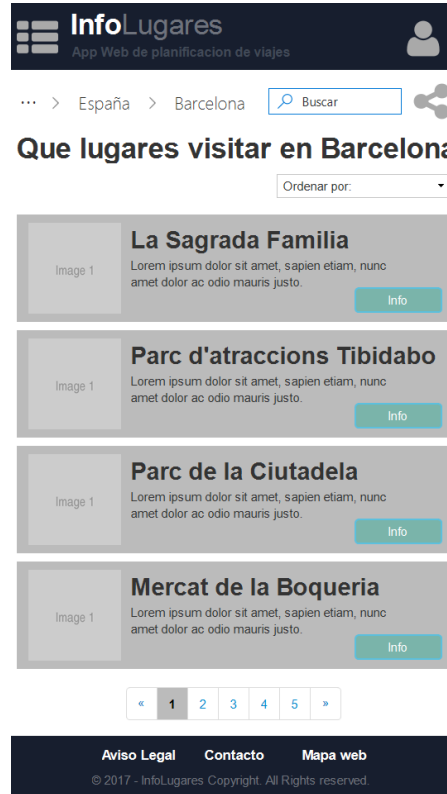 InfoLugares
App Web de planificacion de viajes
··· > España > Barcelona Buscar
Que lugares visitar en Barcelona
Ordenar por:
Image 1
La Sagrada Familia
Lorem ipsum dolor sit amet, sapien etiam, nunc
amet dolor ac odio mauris justo.
Info
Image 1
Parc d'atraccions Tibidabo
Lorem ipsum dolor sit amet, sapien etiam, nunc
amet dolor ac odio mauris justo.
Info
Image 1
Parc de la Ciutadela
Lorem ipsum dolor sit amet, sapien etiam, nunc
amet dolor ac odio mauris justo.
Info
Image 1
Mercat de la Boqueria
Lorem ipsum dolor sit amet, sapien etiam, nunc
amet dolor ac odio mauris justo.
Info
« 1 2 3 4 5 »
Aviso Legal Contacto Mapa web
© 2017 - InfoLugares Copyright. All Rights reserved.